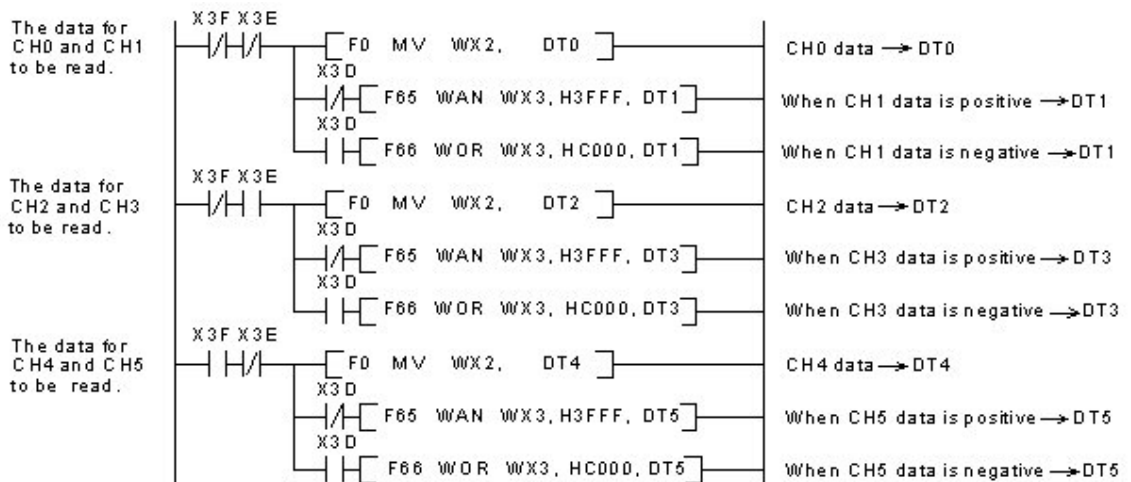 The data for
CH0 and CH1
to be read.
X3F X3E
F0 MV WX2, DT0
CH0 data → DT0
X3D
F65 WAN WX3, H3FFF, DT1
When CH1 data is positive → DT1
X3D
F66 WOR WX3, HC000, DT1
When CH1 data is negative → DT1
The data for
CH2 and CH3
to be read.
X3F X3E
F0 MV WX2, DT2
CH2 data → DT2
X3D
F65 WAN WX3, H3FFF, DT3
When CH3 data is positive → DT3
X3D
F66 WOR WX3, HC000, DT3
When CH3 data is negative → DT3
The data for
CH4 and CH5
to be read.
X3F X3E
F0 MV WX2, DT4
CH4 data → DT4
X3D
F65 WAN WX3, H3FFF, DT5
When CH5 data is positive → DT5
X3D
F66 WOR WX3, HC000, DT5
When CH5 data is negative → DT5